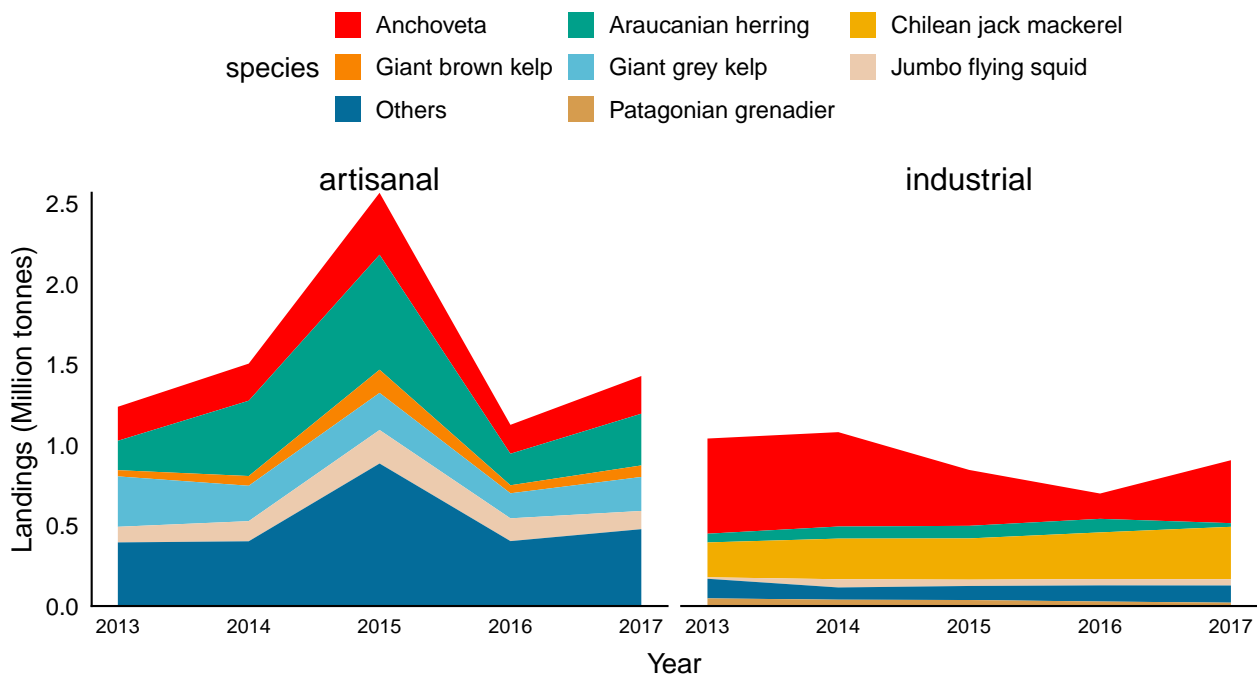 Anchoveta Araucanian herring Chilean jack mackerel
species Giant brown kelp Giant grey kelp Jumbo flying squid
Others Patagonian grenadier
artisanal industrial
Landings (Million tonnes)
2.5
2.0
1.5
1.0
0.5
0.0
2013 2014 2015 2016 2017 2013 2014 2015 2016 2017
Year